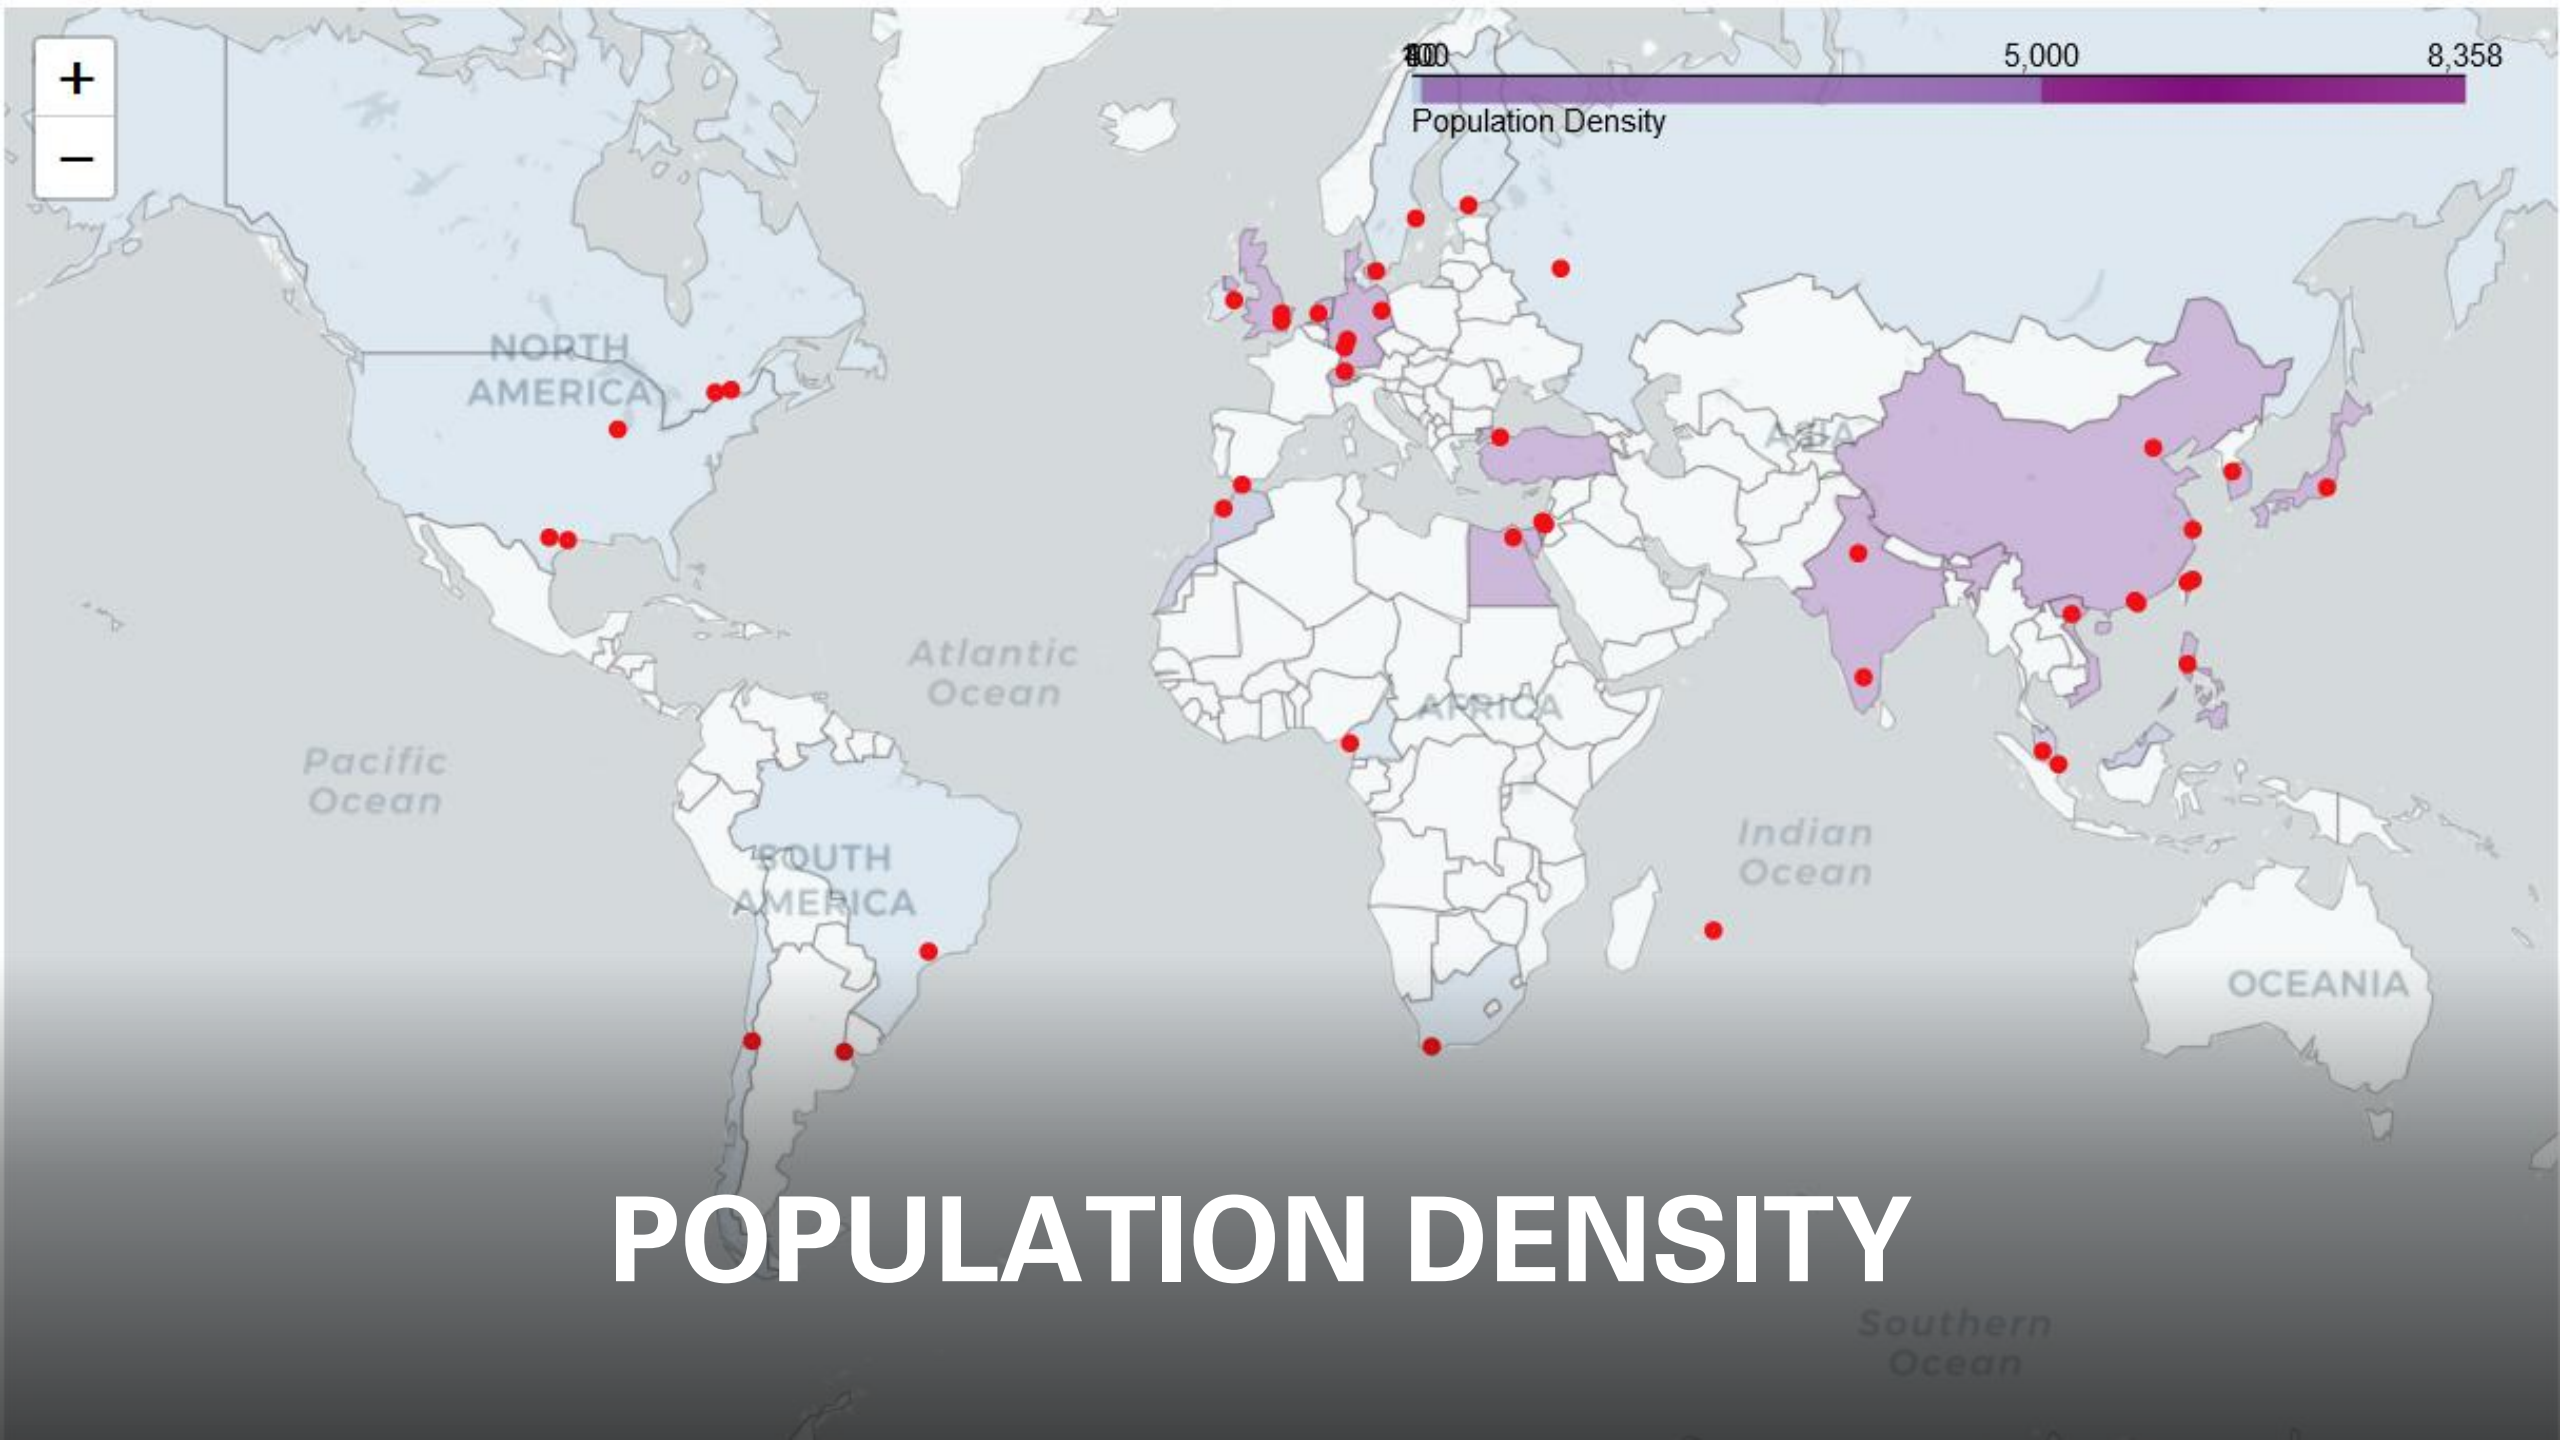 +
−
5,000
8,358
Population Density
NORTH
AMERICA
ASIA
Atlantic
Ocean
AFRICA
Pacific
Ocean
Indian
Ocean
SOUTH
AMERICA
OCEANIA
POPULATION DENSITY
Southern
Ocean